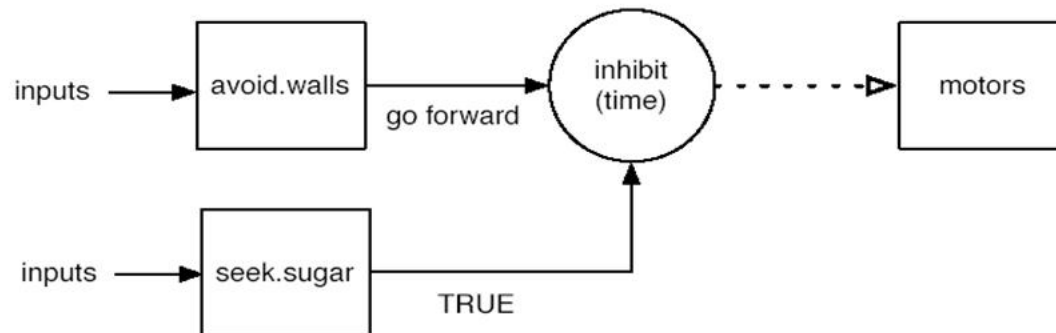 inputs
avoid.walls
go forward
inhibit
(time)
motors
inputs
seek.sugar
TRUE